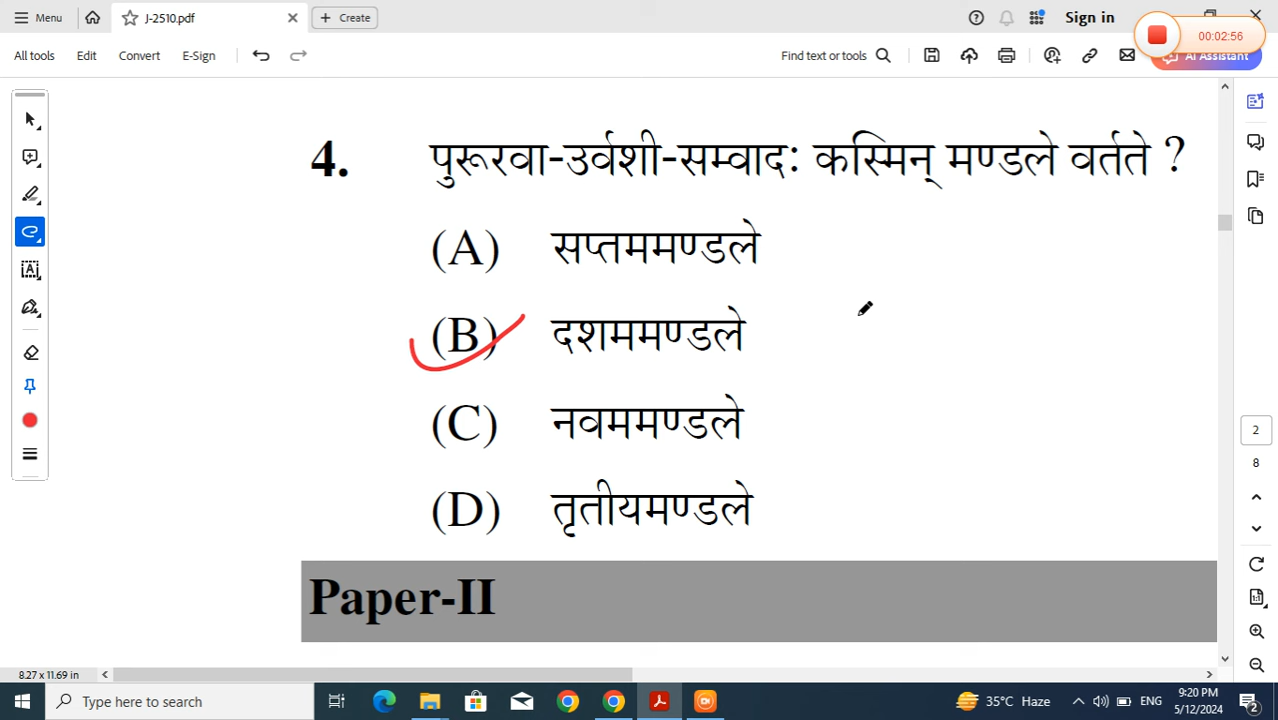 Menu J-2510.pdf Create Sign in 00:02:56
All tools Edit Convert E-Sign Find text or tools AI Assistant
4. पुरूरवा-उर्वशी-सम्वादः कस्मिन् मण्डले वर्तते ?
(A) सप्तममण्डले
(B) दशममण्डले
(C) नवममण्डले
(D) तृतीयमण्डले
2
8
Paper-II
8.27 x 11.69 in
Type here to search 35°C Haze ENG 9:20 PM
5/12/2024 2